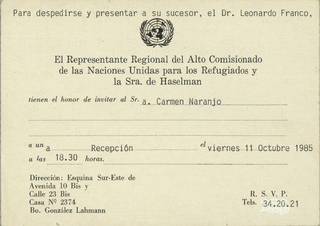 Para despedirse y presentar a su sucesor, el Dr. Leonardo Franco,
El Representante Regional del Alto Comisionado
de las Naciones Unidas para los Refugiados y
la Sra. de Haselman
tienen el honor de invitar al Sr. a. Carmen Naranjo
a un a Recepción el viernes 11 Octubre 1985
a las 18.30 horas.
Dirección: Esquina Sur-Este de
Avenida 10 Bis y
Calle 23 Bis
Casa Nº 2374
Bo. González Lahmann
R. S. V. P.
Tels. 34.20.21